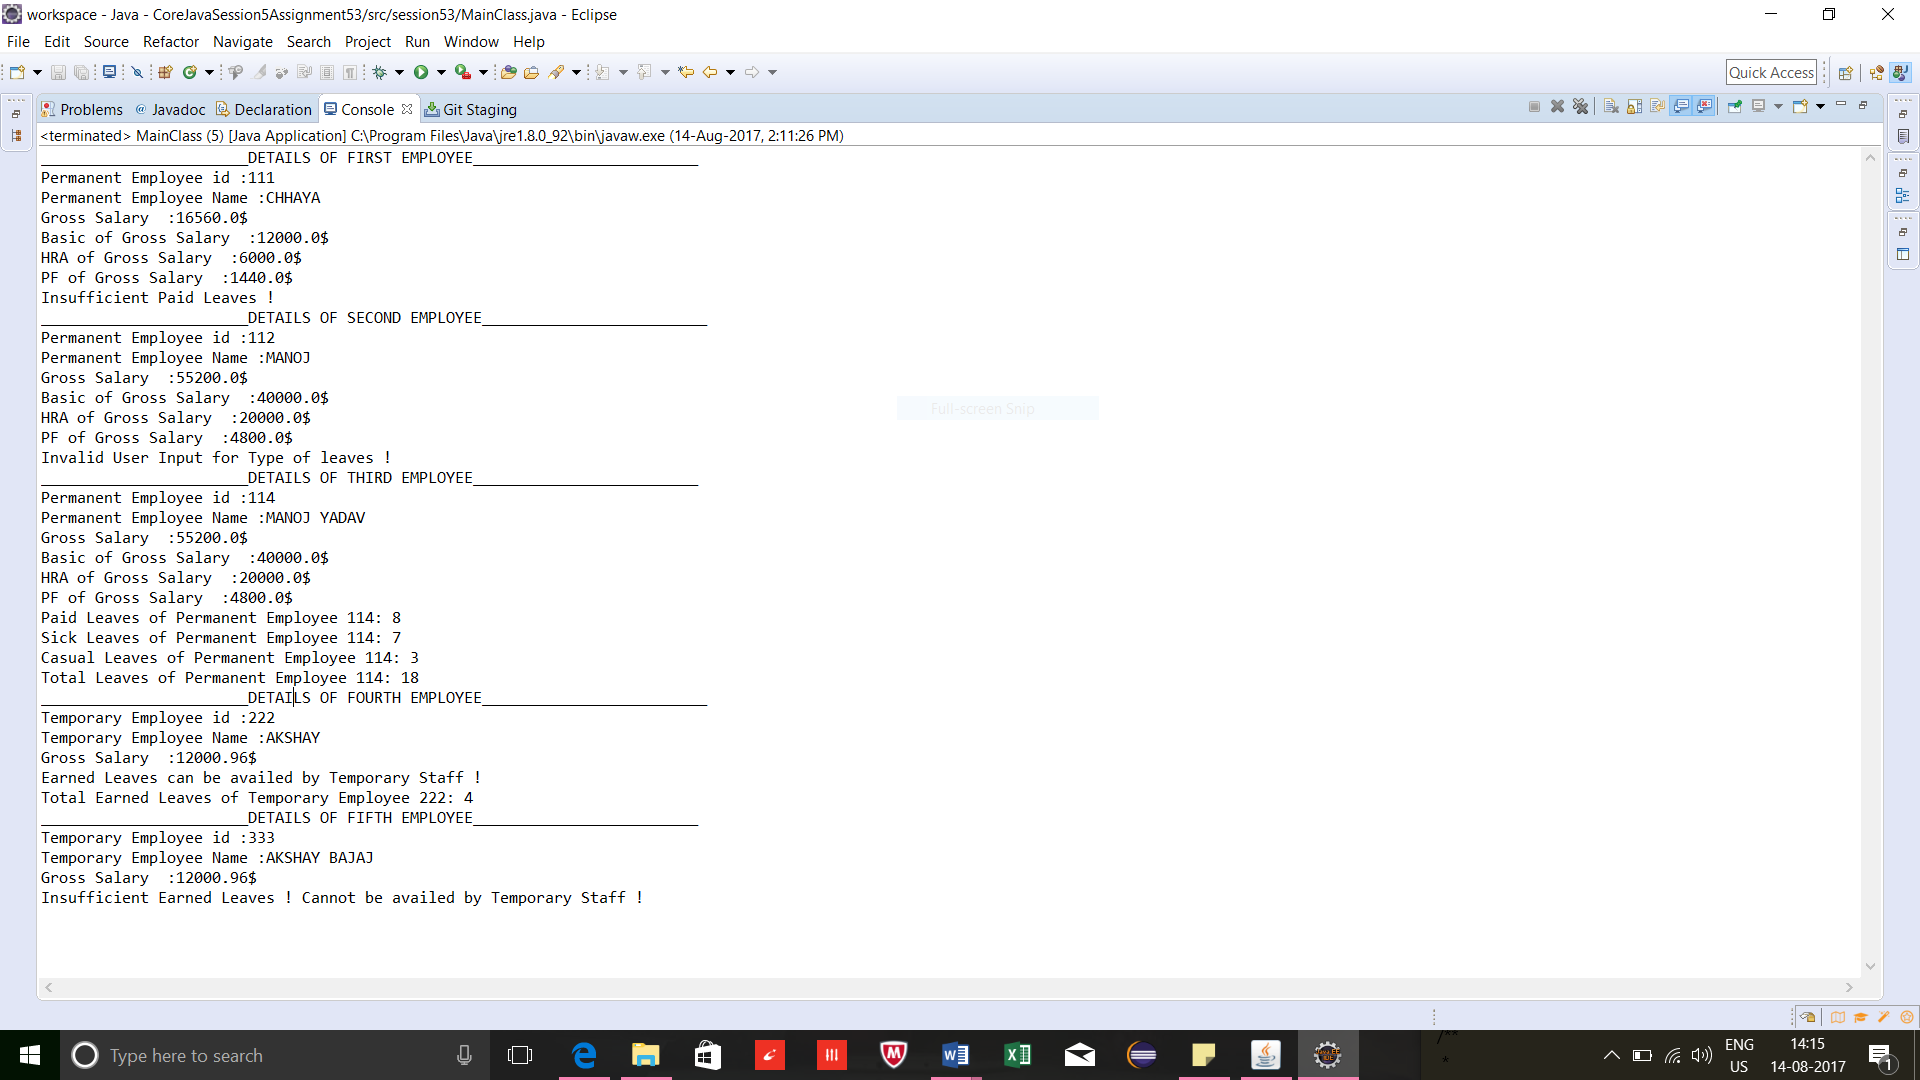 workspace - Java - CoreJavaSession5Assignment53/src/session53/MainClass.java - Eclipse
File Edit Source Refactor Navigate Search Project Run Window Help
Quick Access
Problems @ Javadoc Declaration Console Git Staging
<terminated> MainClass (5) [Java Application] C:\Program Files\Java\jre1.8.0_92\bin\javaw.exe (14-Aug-2017, 2:11:26 PM)
_______________________DETAILS OF FIRST EMPLOYEE_________________________
Permanent Employee id :111
Permanent Employee Name :CHHAYA
Gross Salary  :16560.0$
Basic of Gross Salary  :12000.0$
HRA of Gross Salary  :6000.0$
PF of Gross Salary  :1440.0$
Insufficient Paid Leaves !
_______________________DETAILS OF SECOND EMPLOYEE_________________________
Permanent Employee id :112
Permanent Employee Name :MANOJ
Gross Salary  :55200.0$
Basic of Gross Salary  :40000.0$
Full-screen Snip
HRA of Gross Salary  :20000.0$
PF of Gross Salary  :4800.0$
Invalid User Input for Type of leaves !
_______________________DETAILS OF THIRD EMPLOYEE_________________________
Permanent Employee id :114
Permanent Employee Name :MANOJ YADAV
Gross Salary  :55200.0$
Basic of Gross Salary  :40000.0$
HRA of Gross Salary  :20000.0$
PF of Gross Salary  :4800.0$
Paid Leaves of Permanent Employee 114: 8
Sick Leaves of Permanent Employee 114: 7
Casual Leaves of Permanent Employee 114: 3
Total Leaves of Permanent Employee 114: 18
_______________________DETAILS OF FOURTH EMPLOYEE_________________________
Temporary Employee id :222
Temporary Employee Name :AKSHAY
Gross Salary  :12000.96$
Earned Leaves can be availed by Temporary Staff !
Total Earned Leaves of Temporary Employee 222: 4
_______________________DETAILS OF FIFTH EMPLOYEE_________________________
Temporary Employee id :333
Temporary Employee Name :AKSHAY BAJAJ
Gross Salary  :12000.96$
Insufficient Earned Leaves ! Cannot be availed by Temporary Staff !
/**
*
Type here to search
ENG
US
14:15
14-08-2017
1